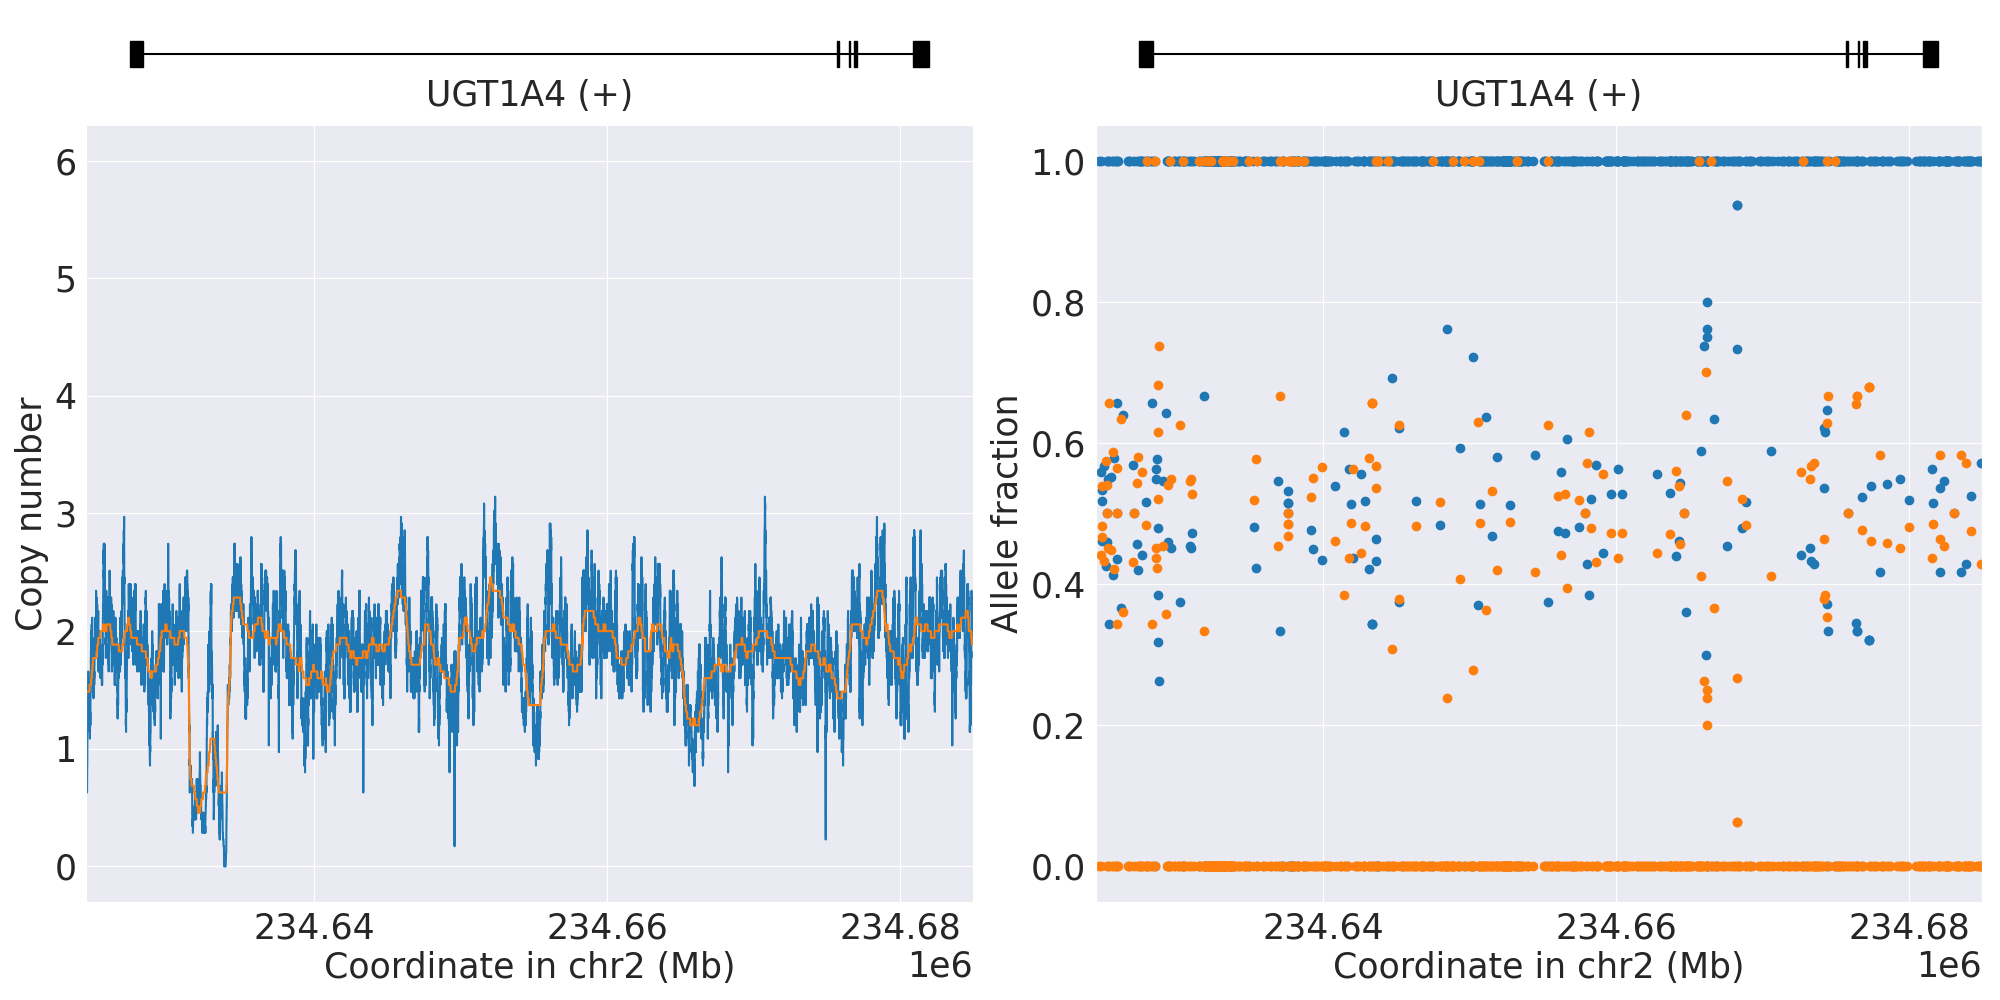 UGT1A4 (+)
6
5
4
3
2
1
0
Copy number
234.64 234.66 234.68
Coordinate in chr2 (Mb)
1e6
UGT1A4 (+)
1.0
0.8
0.6
0.4
0.2
0.0
Allele fraction
234.64 234.66 234.68
Coordinate in chr2 (Mb)
1e6